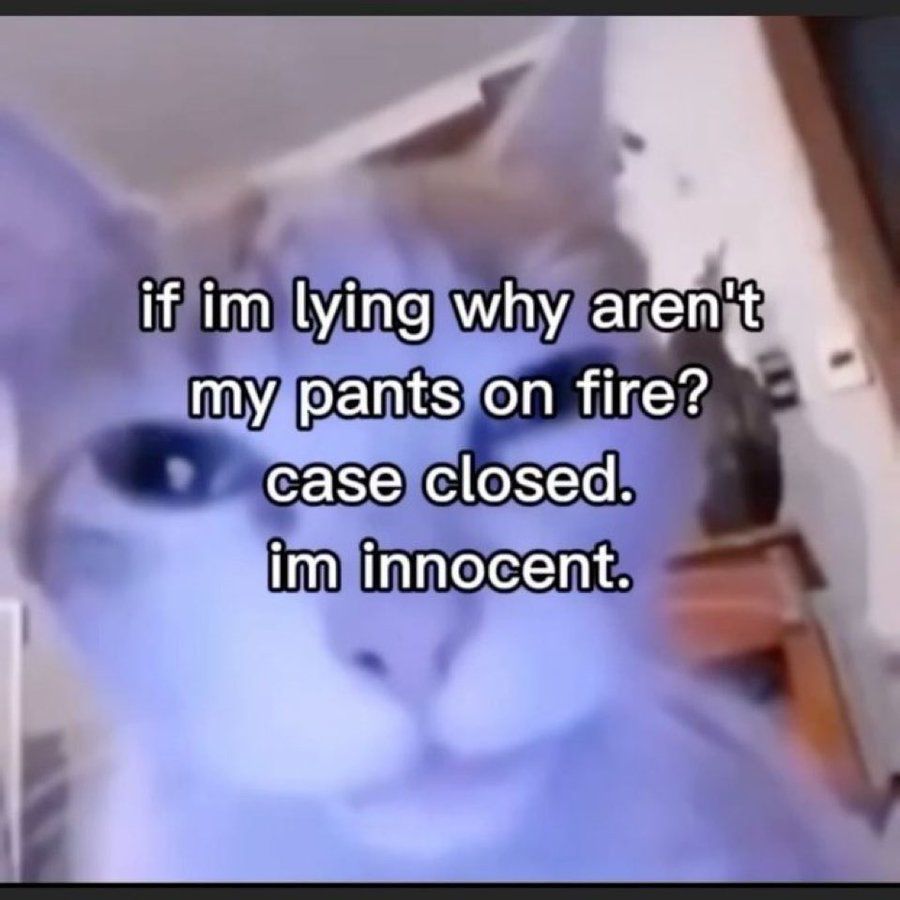 if im lying why aren't
my pants on fire?
case closed.
im innocent.